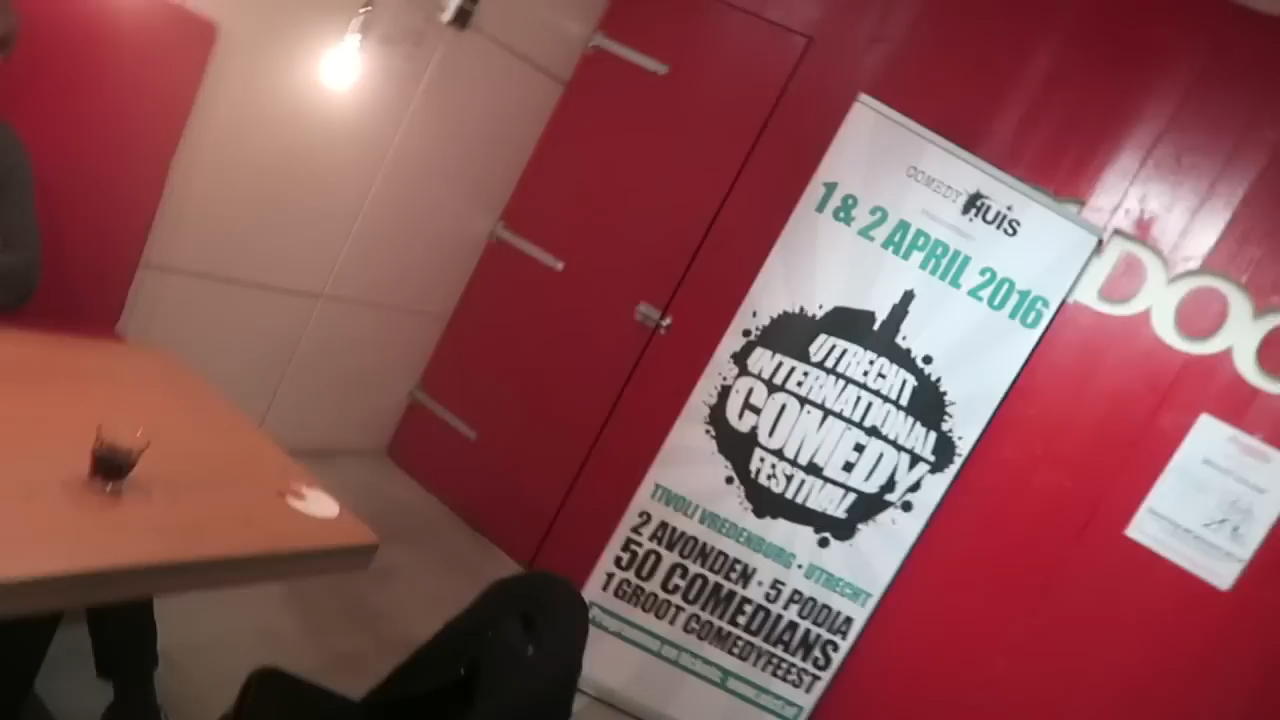 COMEDY HUIS
1 & 2 APRIL 2016
UTRECHT
INTERNATIONAL
COMEDY
FESTIVAL
TIVOLI VREDENBURG • UTRECHT
2 AVONDEN • 5 PODIA
50 COMEDIANS
1 GROOT COMEDYFEEST